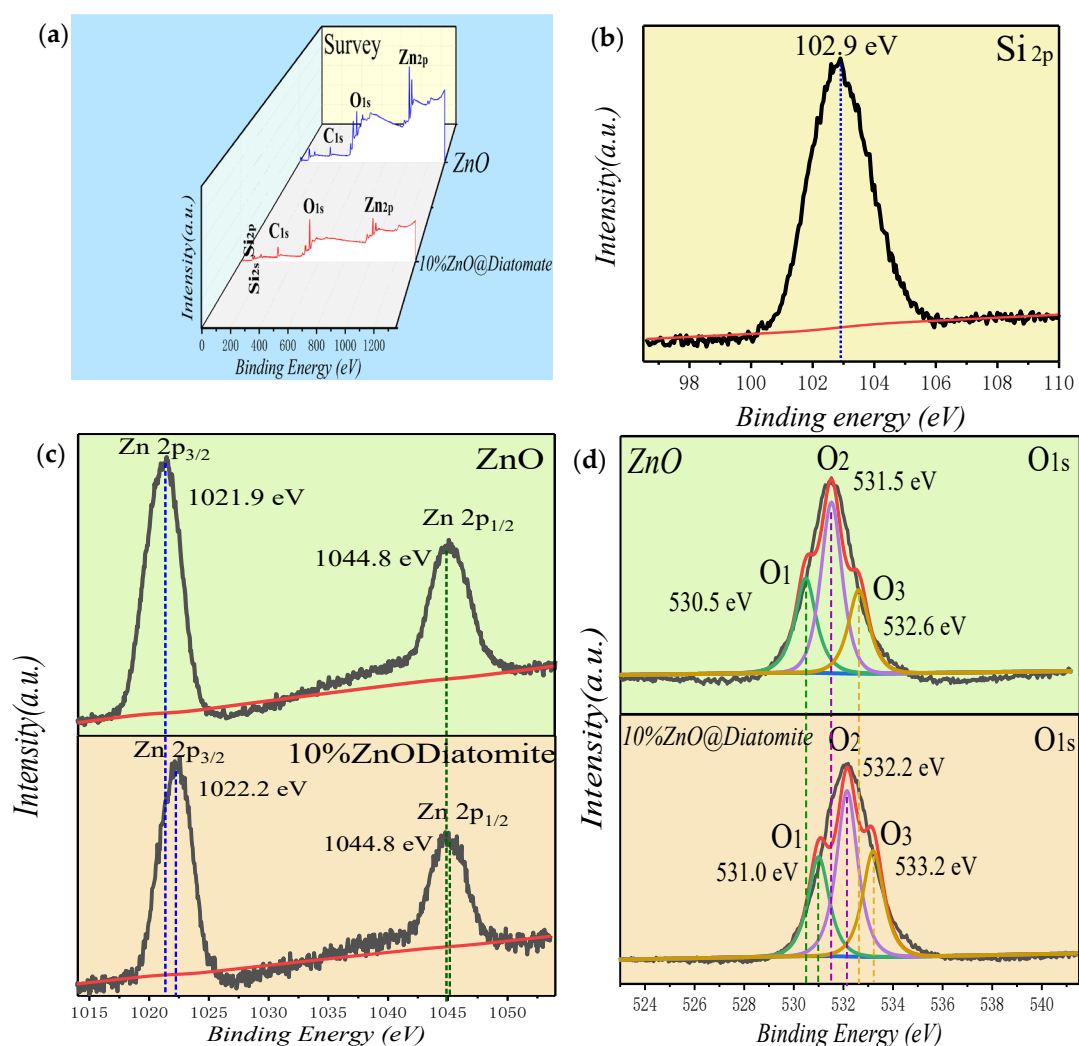 (a)
Survey
Zn2p
O1s
C1s
ZnO
Zn2p
O1s
C1s
Si2p
Si2s
10%ZnO@Diatomate
Intensity(a.u.)
0 200 400 600 800 1000 1200
Binding Energy (eV)
(b)
102.9 eV
Si 2p
Intensity(a.u.)
98 100 102 104 106 108 110
Binding energy (eV)
(c)
Zn 2p3/2
ZnO
1021.9 eV
Zn 2p1/2
1044.8 eV
Zn 2p3/2
10%ZnODiatomite
1022.2 eV
Zn 2p1/2
1044.8 eV
Intensity(a.u.)
1015 1020 1025 1030 1035 1040 1045 1050
Binding Energy (eV)
(d)
ZnO
O2
O1s
531.5 eV
O1
530.5 eV
O3
532.6 eV
10%ZnO@Diatomite
O2
O1s
532.2 eV
O1
531.0 eV
O3
533.2 eV
Intensity(a.u.)
524 526 528 530 532 534 536 538 540
Binding Energy (eV)